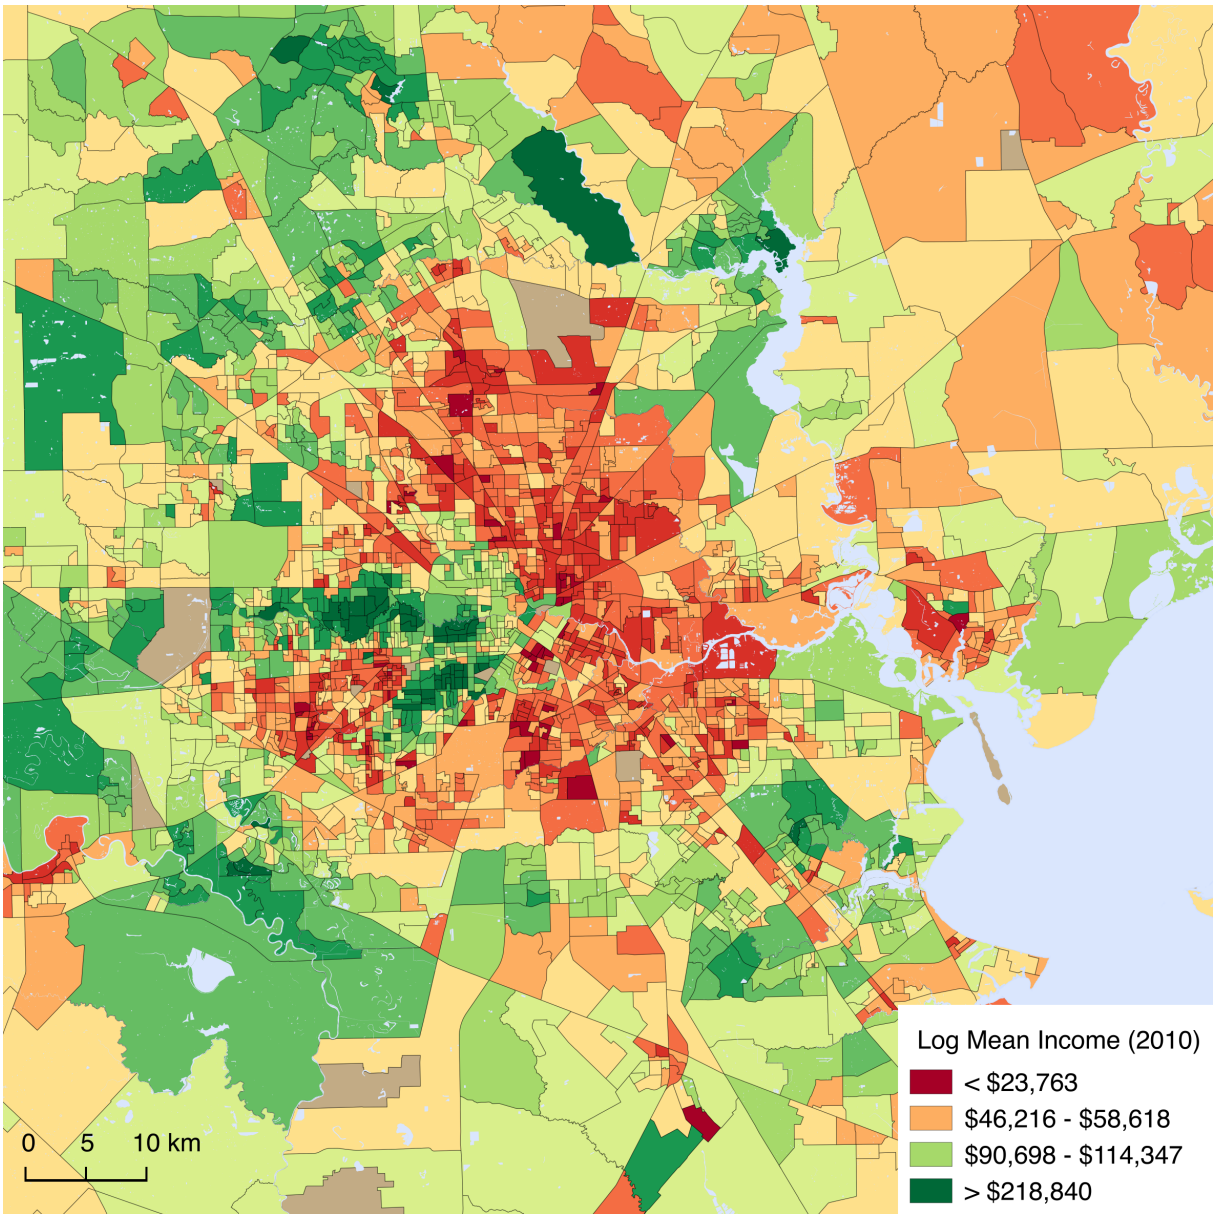 Log Mean Income (2010)
< $23,763
$46,216 - $58,618
$90,698 - $114,347
> $218,840
0 5 10 km